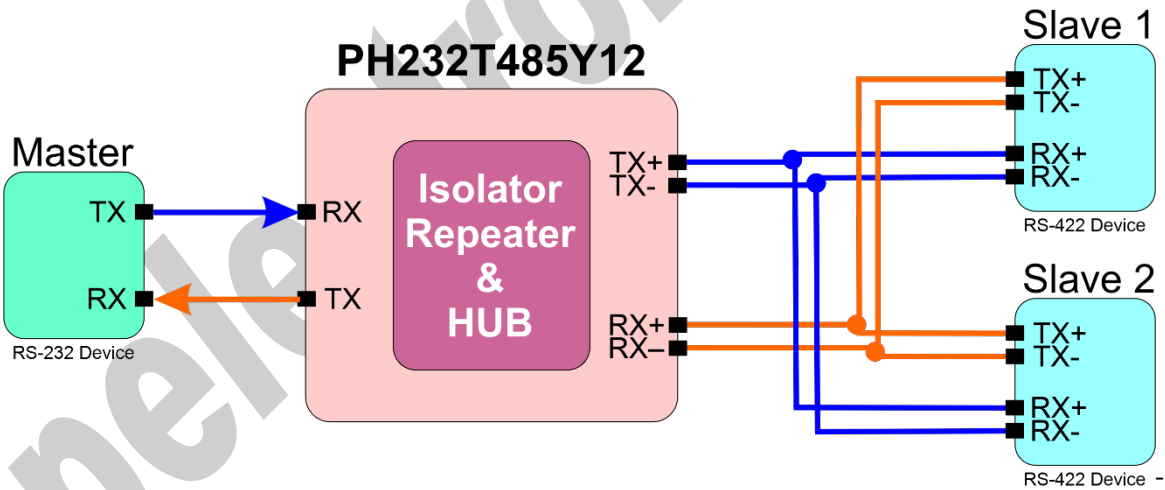 PH232T485Y12
Master
TX
RX
RS-232 Device
RX
TX
Isolator
Repeater
&
HUB
TX+
TX-
RX+
RX–
Slave 1
TX+
TX-
RX+
RX-
RS-422 Device
Slave 2
TX+
TX-
RX+
RX-
RS-422 Device -